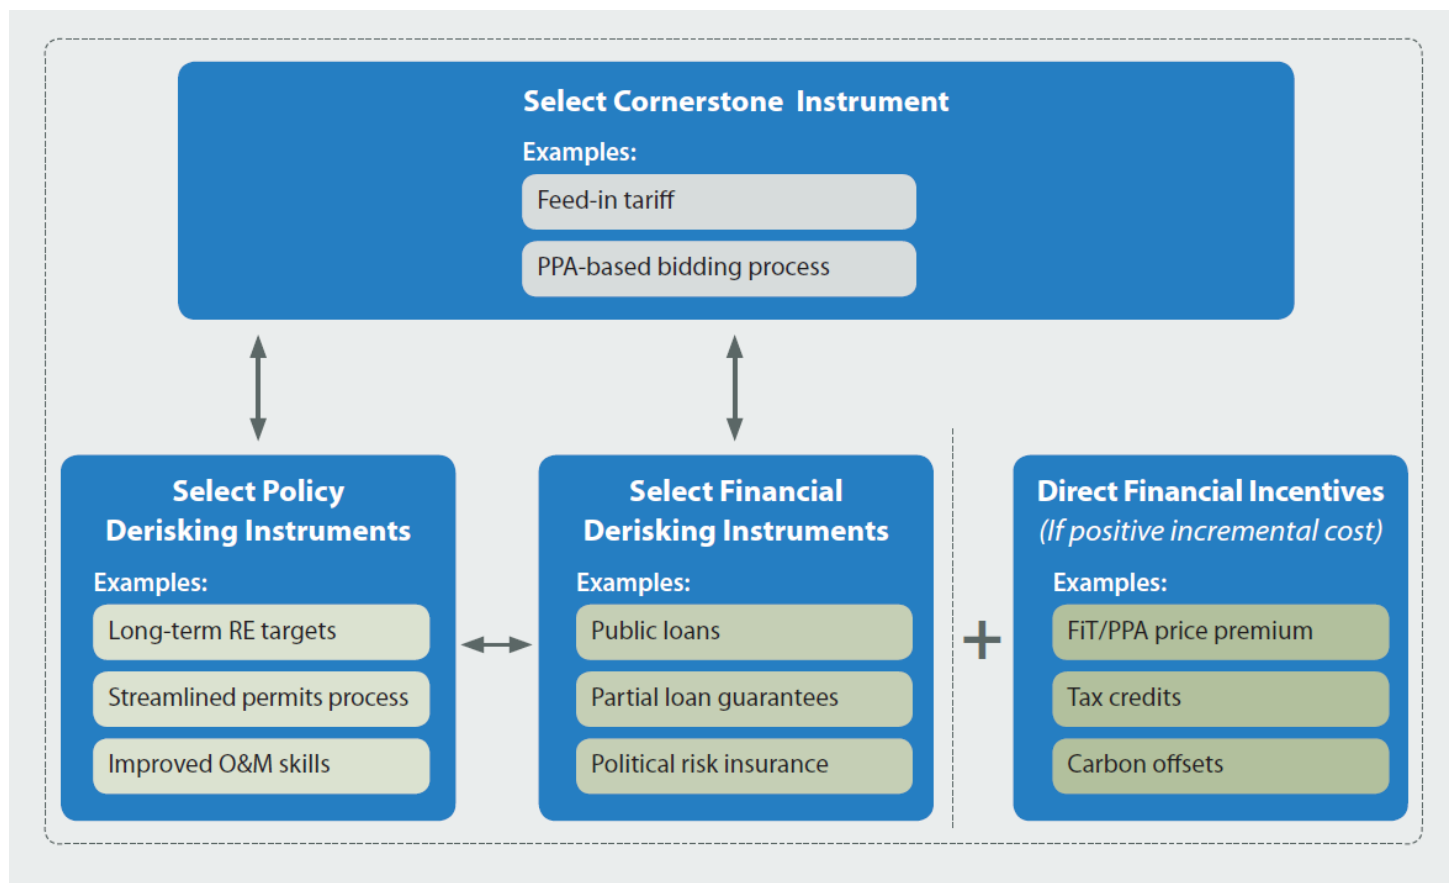 Select Cornerstone Instrument
Examples:
Feed-in tariff
PPA-based bidding process
Select Policy
Derisking Instruments
Examples:
Long-term RE targets
Streamlined permits process
Improved O&M skills
Select Financial
Derisking Instruments
Examples:
Public loans
Partial loan guarantees
Political risk insurance
+
Direct Financial Incentives
(If positive incremental cost)
Examples:
FiT/PPA price premium
Tax credits
Carbon offsets